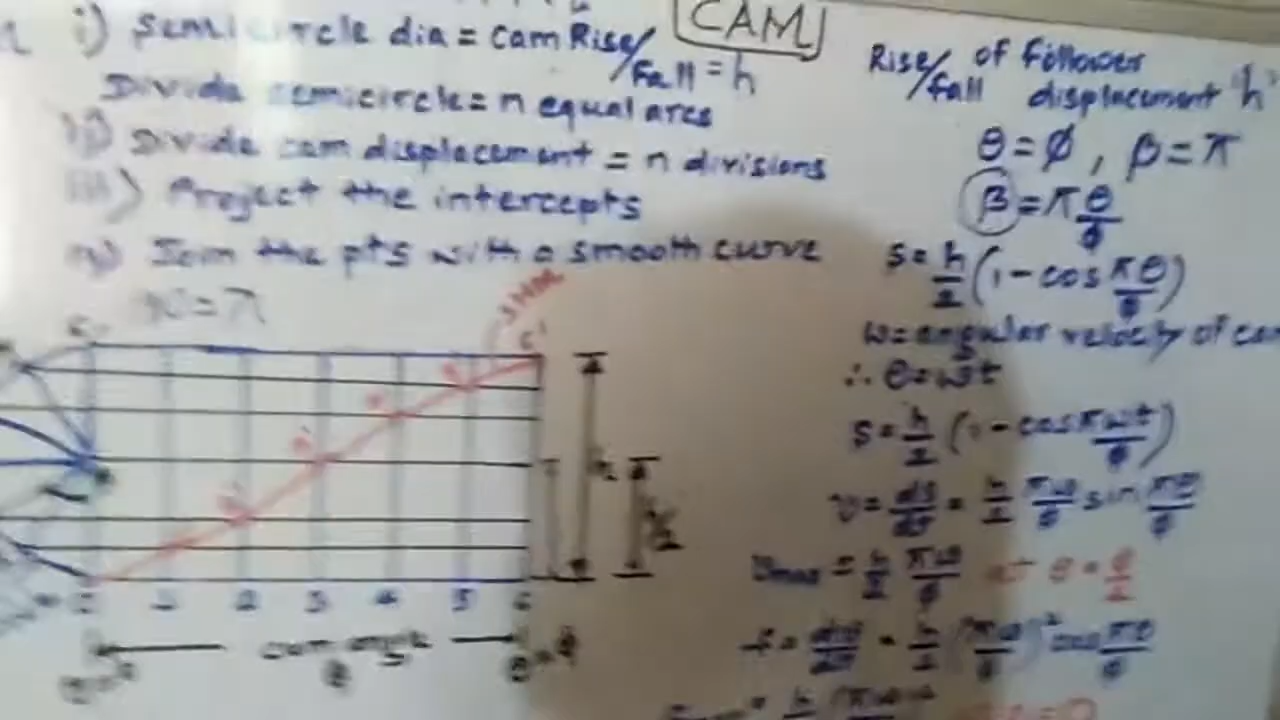 CAM
i) Semicircle dia = Cam Rise/Fall = h
Divide semicircle = n equal arcs
ii) Divide cam displacement = n divisions
iii) Project the intercepts
iv) Join the pts with a smooth curve
SHM
0 1 2 3 4 5 6
cam angle
θ
θ = ϕ
h
Rise/fall of follower displacement 'h'
θ = ϕ, β = π
β = π θ/ϕ
s = h/2 (1 - cos πθ/ϕ)
ω = angular velocity of
∴ θ = ωt
s = h/2 (1 - cos π ωt/ϕ)
v = ds/dt = h/2 πω/ϕ sin πθ/ϕ
vmax = h/2 πω/ϕ at θ = ϕ/2
f = dv/dt = h/2 (πω/ϕ)² cos πθ/ϕ